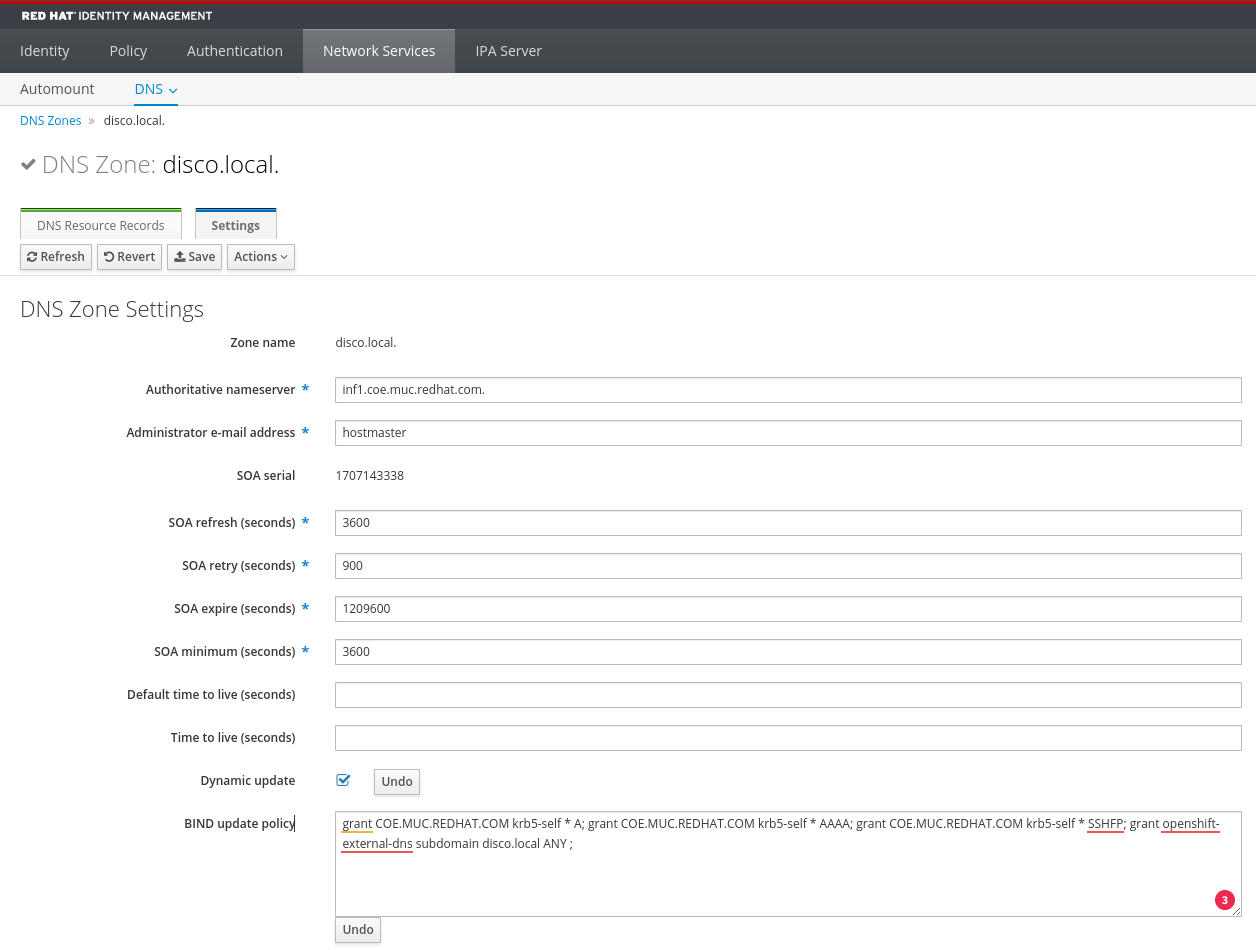 RED HAT IDENTITY MANAGEMENT
Identity Policy Authentication Network Services IPA Server
Automount DNS
DNS Zones » disco.local.
DNS Zone: disco.local.
DNS Resource Records Settings
Refresh Revert Save Actions
DNS Zone Settings
Zone name disco.local.
Authoritative nameserver * inf1.coe.muc.redhat.com.
Administrator e-mail address * hostmaster
SOA serial 1707143338
SOA refresh (seconds) * 3600
SOA retry (seconds) * 900
SOA expire (seconds) * 1209600
SOA minimum (seconds) * 3600
Default time to live (seconds)
Time to live (seconds)
Dynamic update Undo
BIND update policy grant COE.MUC.REDHAT.COM krb5-self * A; grant COE.MUC.REDHAT.COM krb5-self * AAAA; grant COE.MUC.REDHAT.COM krb5-self * SSHFP; grant openshift-
external-dns subdomain disco.local ANY ;
3
Undo